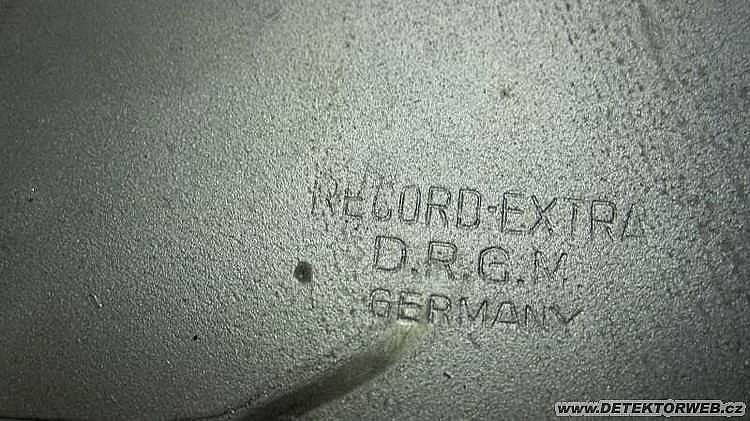 RECORD-EXTRA
D.R.G.M.
GERMANY
www.DETEKTORWEB.cz